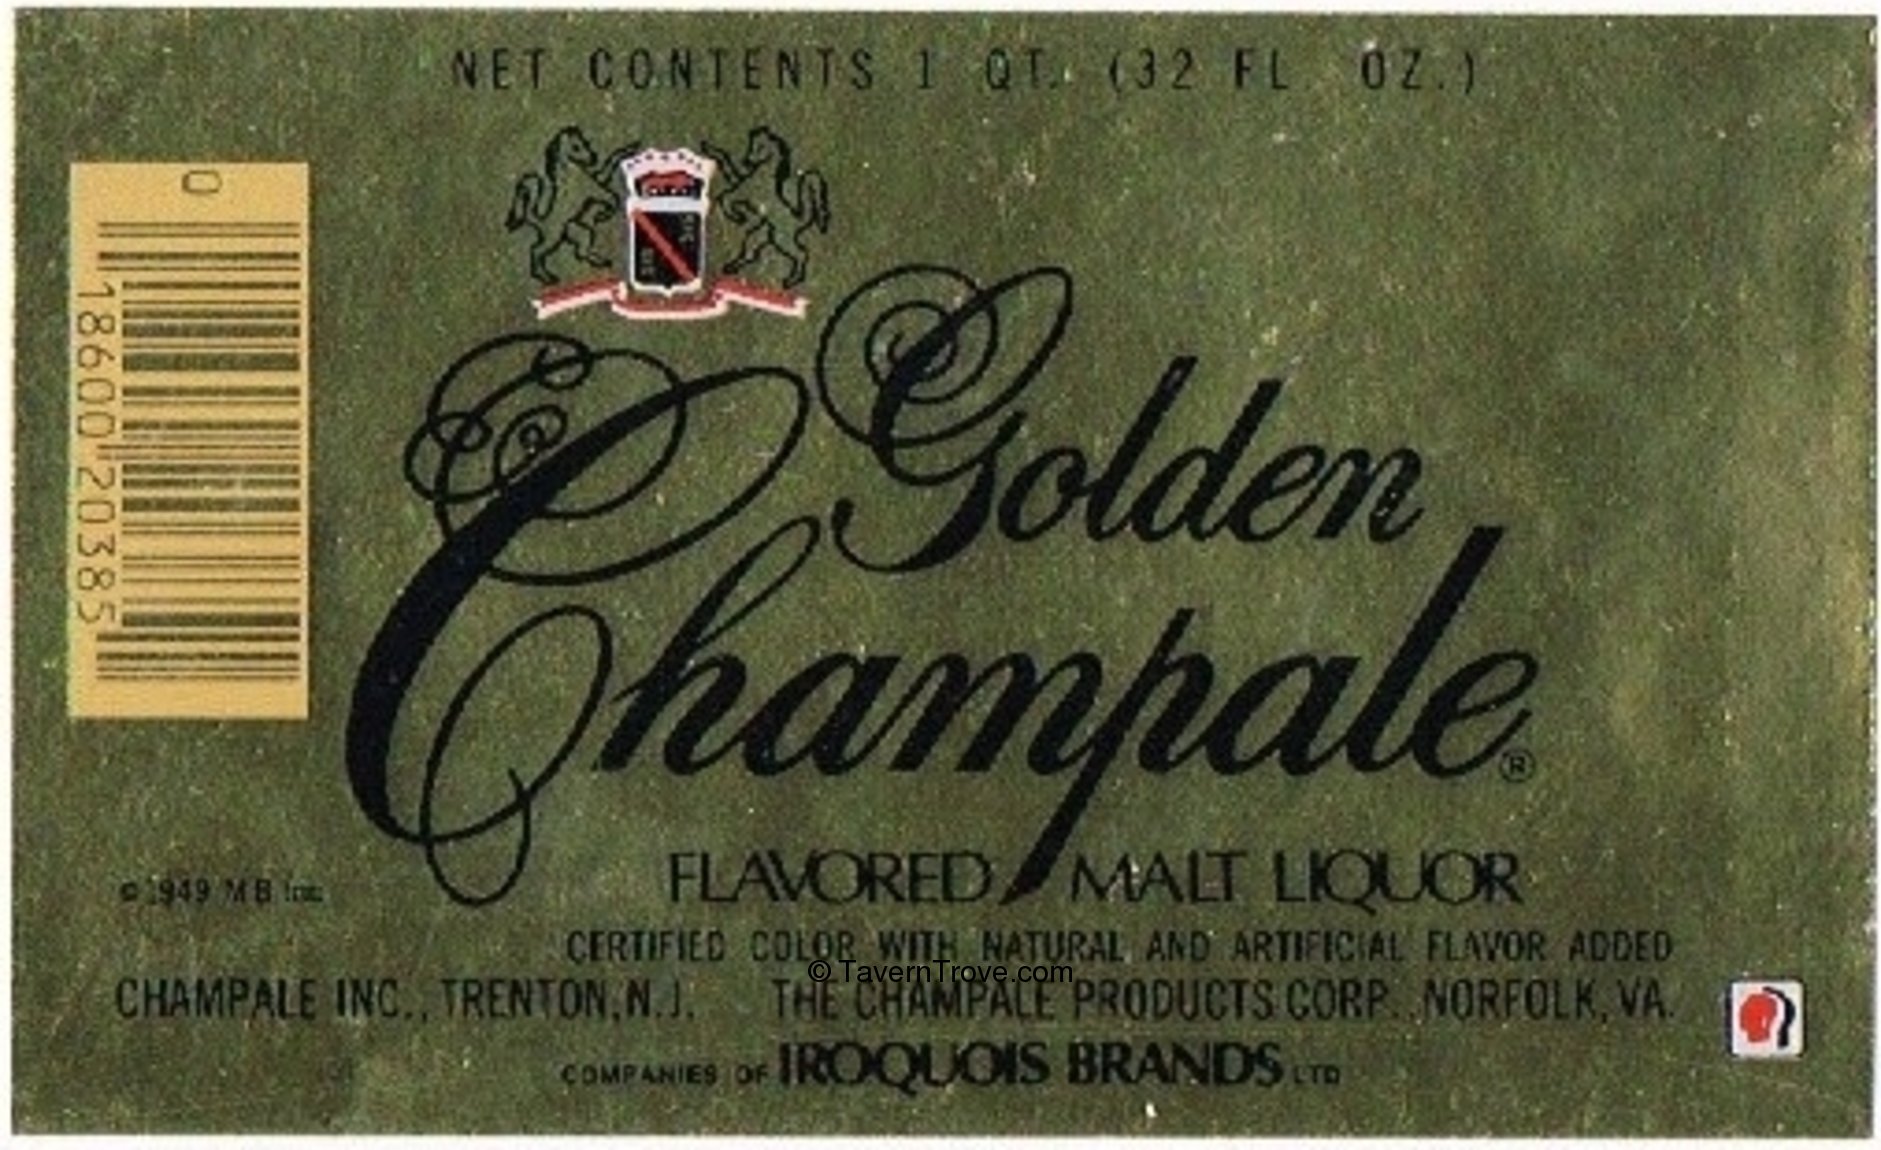 NET CONTENTS 1 QT. (32 FL. OZ.)
0
18600 20385
Golden
Champale®
FLAVORED MALT LIQUOR
© 1949 M B Inc.
CERTIFIED COLOR WITH NATURAL AND ARTIFICIAL FLAVOR ADDED
© TavernTrove.com
CHAMPALE INC., TRENTON, N.J. THE CHAMPALE PRODUCTS CORP., NORFOLK, VA.
COMPANIES OF IROQUOIS BRANDS LTD